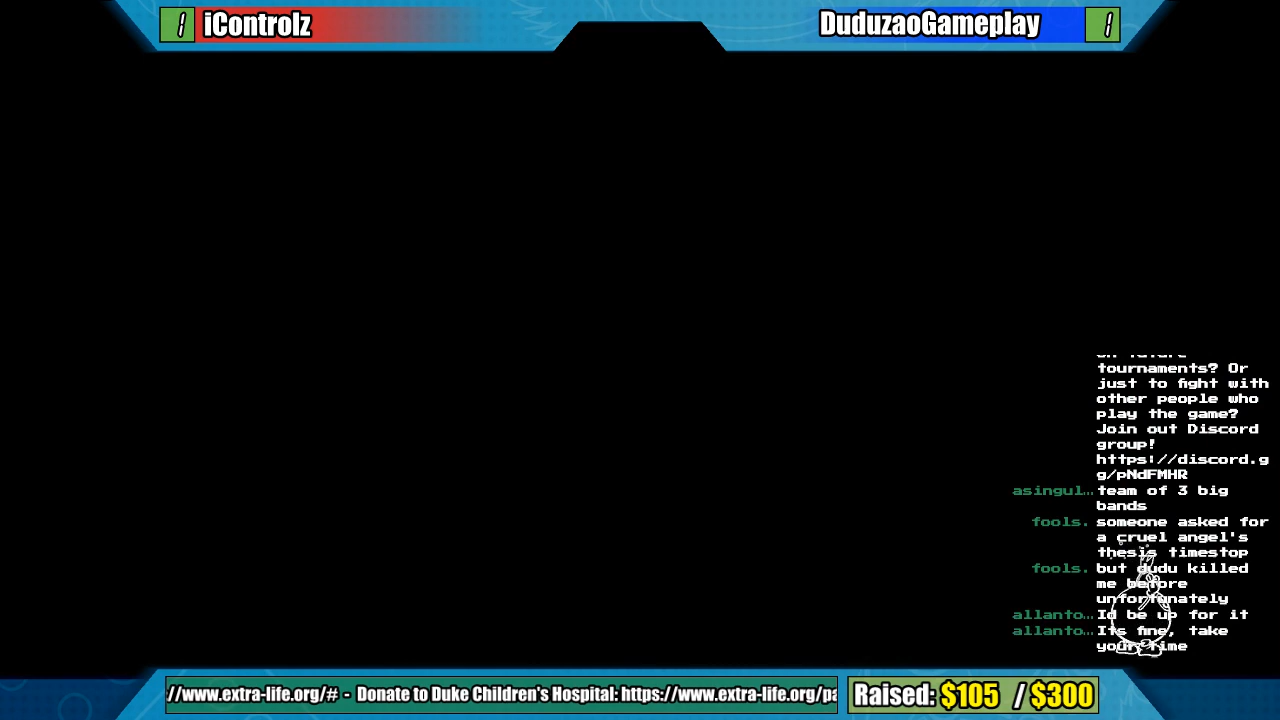 1 iControlz
DuduzaoGameplay 1
tournaments? Or
just to fight with
other people who
play the game?
Join out Discord
group!
https://discord.g
g/pNdFMHR
asingul… team of 3 big
bands
fools. someone asked for
a cruel angel's
thesis timestop
fools. but dudu killed
me before
unfortunately
allanto… Id be up for it
allanto… Its fine, take
your time
://www.extra-life.org/# - Donate to Duke Children's Hospital: https://www.extra-life.org/pa
Raised: $105 / $300